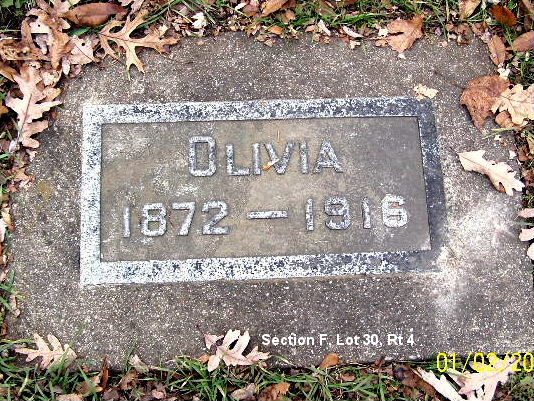 OLIVIA
1872 — 1916
Section F, Lot 30, Rt 4